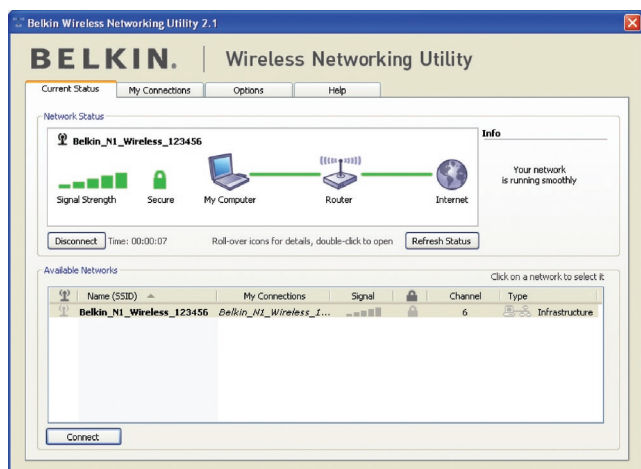 Belkin Wireless Networking Utility 2.1
BELKIN. | Wireless Networking Utility
Current Status My Connections Options Help
Network Status
Belkin_N1_Wireless_123456
Info
Your network
is running smoothly
Signal Strength Secure My Computer Router Internet
Disconnect Time: 00:00:07 Roll-over icons for details, double-click to open Refresh Status
Available Networks
Click on a network to select it
Name (SSID) My Connections Signal Channel Type
Belkin_N1_Wireless_123456 Belkin_N1_Wireless_1... 6 Infrastructure
Connect